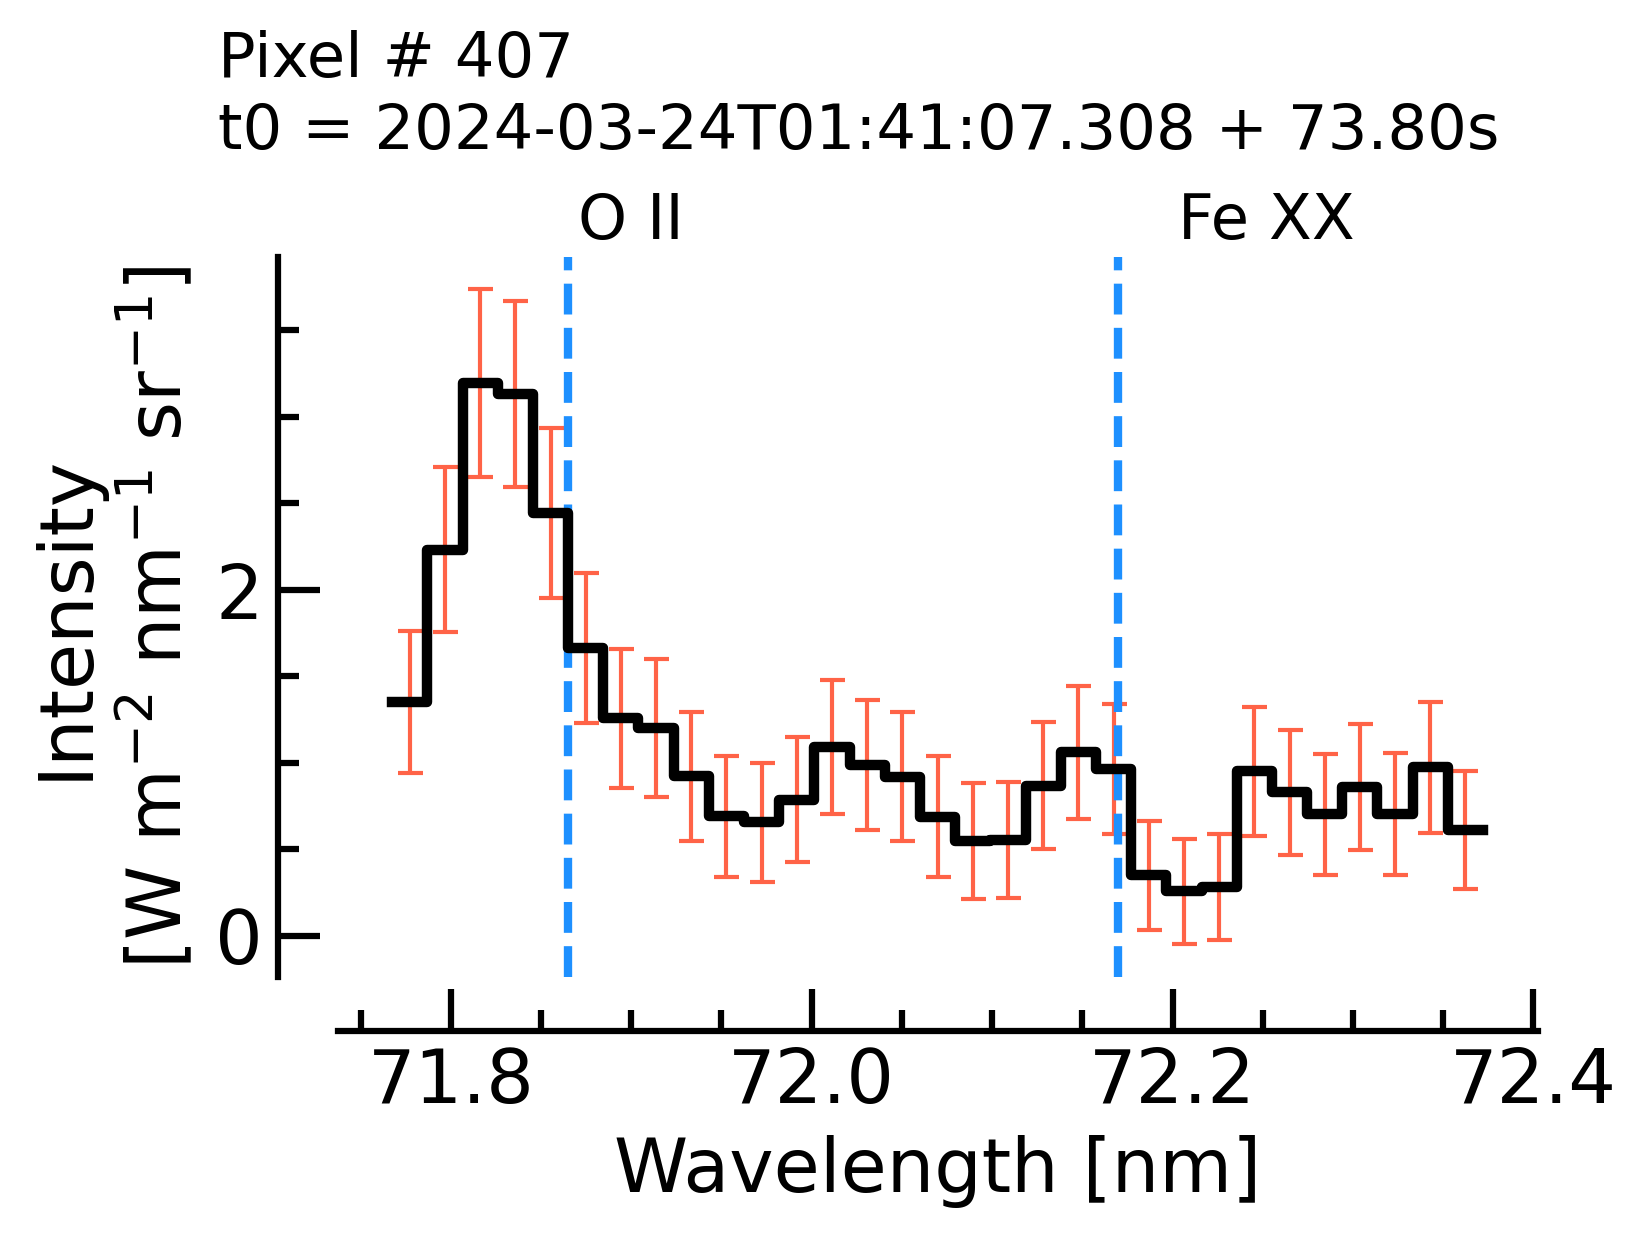 Pixel # 407
t0 = 2024-03-24T01:41:07.308 + 73.80s
O II
Fe XX
Intensity
[W m⁻² nm⁻¹ sr⁻¹]
2
0
71.8
72.0
72.2
72.4
Wavelength [nm]